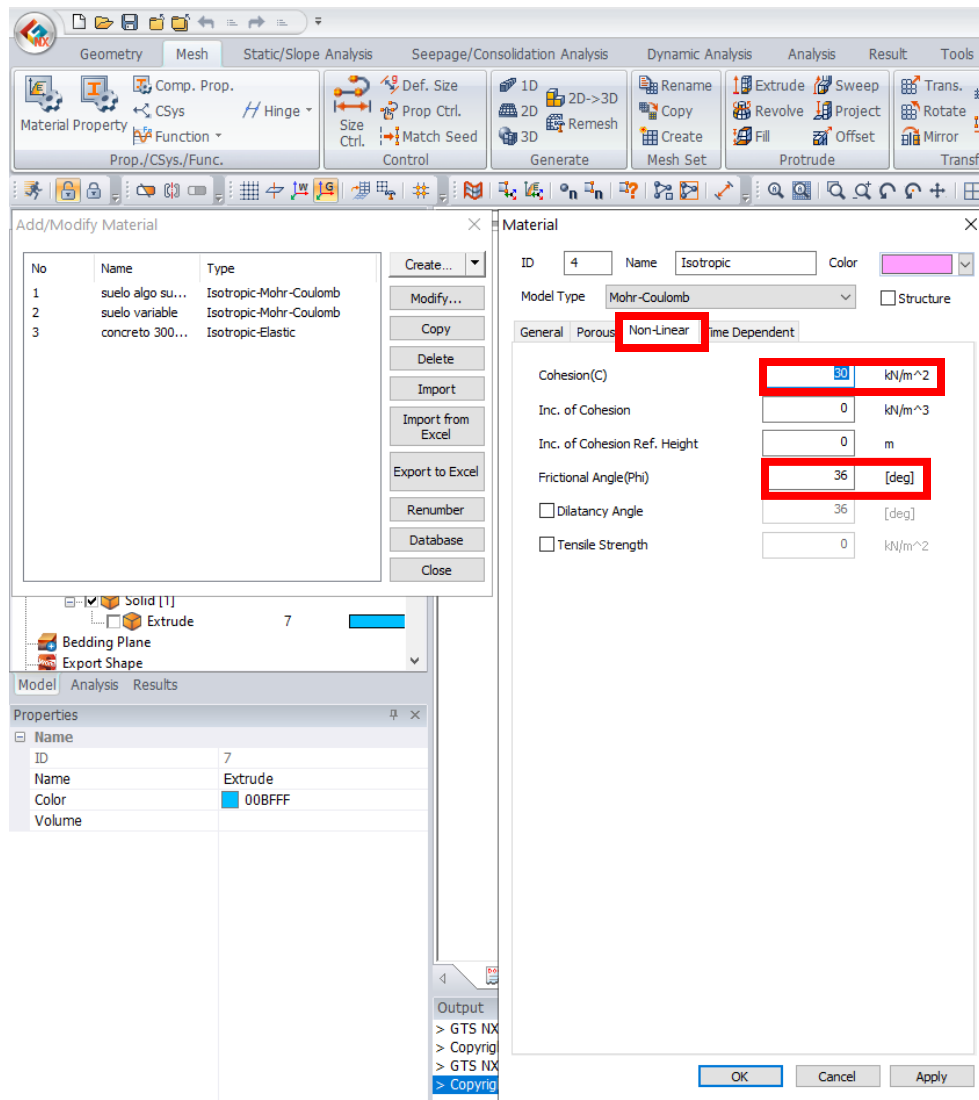 NX
Geometry Mesh Static/Slope Analysis Seepage/Consolidation Analysis Dynamic Analysis Analysis Result Tools
Material Property
Comp. Prop.
CSys
Function
Hinge
Prop./CSys./Func.
Size
Ctrl.
Def. Size
Prop Ctrl.
Match Seed
Control
1D
2D
3D
2D->3D
Remesh
Generate
Rename
Copy
Create
Mesh Set
Extrude Sweep
Revolve Project
Fill Offset
Protrude
Trans.
Rotate
Mirror
Transf
Add/Modify Material
No Name Type
1 suelo algo su... Isotropic-Mohr-Coulomb
2 suelo variable Isotropic-Mohr-Coulomb
3 concreto 300... Isotropic-Elastic
Create...
Modify...
Copy
Delete
Import
Import from
Excel
Export to Excel
Renumber
Database
Close
Solid [1]
Extrude 7
Bedding Plane
Export Shape
Model Analysis Results
Properties
Name
ID 7
Name Extrude
Color 00BFFF
Volume
Output
> GTS NX
> Copyrig
> GTS NX
> Copyrig
Material
ID 4 Name Isotropic Color
Model Type Mohr-Coulomb Structure
General Porous Non-Linear Time Dependent
Cohesion(C) 30 kN/m^2
Inc. of Cohesion 0 kN/m^3
Inc. of Cohesion Ref. Height 0 m
Frictional Angle(Phi) 36 [deg]
Dilatancy Angle 36 [deg]
Tensile Strength 0 kN/m^2
OK Cancel Apply